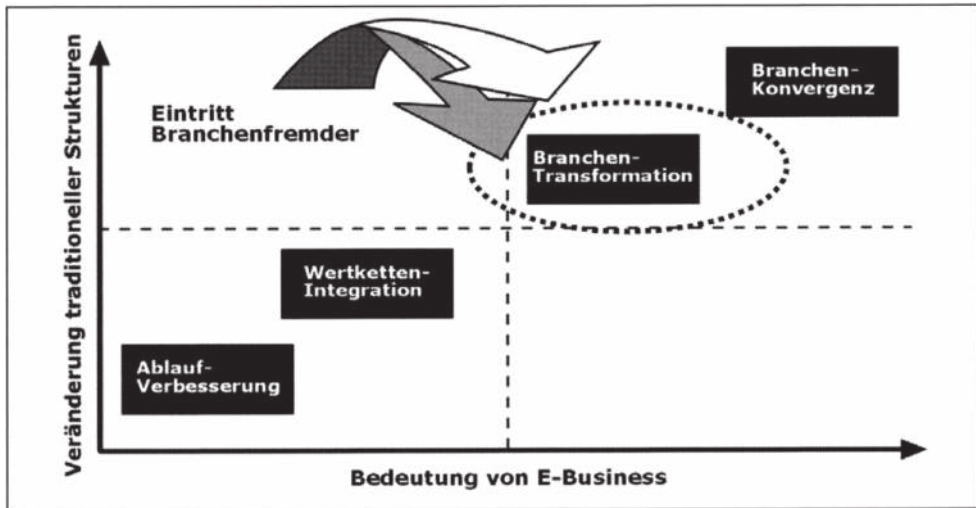 Veränderung traditioneller Strukturen
Eintritt
Branchenfremder
Branchen-
Konvergenz
Branchen-
Transformation
Wertketten-
Integration
Ablauf-
Verbesserung
Bedeutung von E-Business